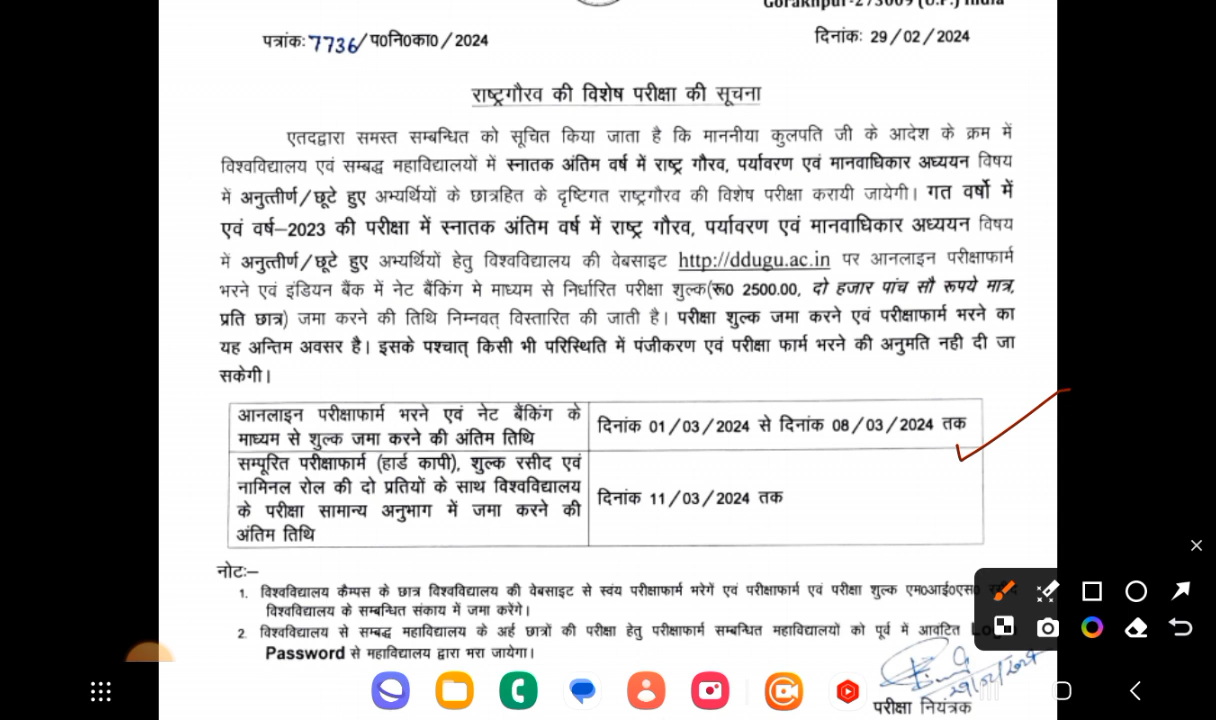 Gorakhpur-273009 (U.P.) India
पत्रांक: 7736/प0नि0का0/2024
दिनांक: 29/02/2024
राष्ट्रगौरव की विशेष परीक्षा की सूचना
एतदद्वारा समस्त सम्बन्धित को सूचित किया जाता है कि माननीया कुलपति जी के आदेश के क्रम में
विश्वविद्यालय एवं सम्बद्ध महाविद्यालयों में स्नातक अंतिम वर्ष में राष्ट्र गौरव, पर्यावरण एवं मानवाधिकार अध्ययन विषय
में अनुत्तीर्ण/छूटे हुए अभ्यर्थियों के छात्रहित के दृष्टिगत राष्ट्रगौरव की विशेष परीक्षा करायी जायेगी। गत वर्षो में
एवं वर्ष–2023 की परीक्षा में स्नातक अंतिम वर्ष में राष्ट्र गौरव, पर्यावरण एवं मानवाधिकार अध्ययन विषय
में अनुत्तीर्ण/छूटे हुए अभ्यर्थियों हेतु विश्वविद्यालय की वेबसाइट http://ddugu.ac.in पर आनलाइन परीक्षाफार्म
भरने एवं इंडियन बैंक में नेट बैंकिंग मे माध्यम से निर्धारित परीक्षा शुल्क(रू0 2500.00, दो हजार पांच सौ रूपये मात्र,
प्रति छात्र) जमा करने की तिथि निम्नवत् विस्तारित की जाती है। परीक्षा शुल्क जमा करने एवं परीक्षाफार्म भरने का
यह अन्तिम अवसर है। इसके पश्चात् किसी भी परिस्थिति में पंजीकरण एवं परीक्षा फार्म भरने की अनुमति नही दी जा
सकेगी।
आनलाइन परीक्षाफार्म भरने एवं नेट बैंकिंग के
माध्यम से शुल्क जमा करने की अंतिम तिथि
दिनांक 01/03/2024 से दिनांक 08/03/2024 तक
सम्पूरित परीक्षाफार्म (हार्ड कापी), शुल्क रसीद एवं
नामिनल रोल की दो प्रतियों के साथ विश्वविद्यालय
के परीक्षा सामान्य अनुभाग में जमा करने की
अंतिम तिथि
दिनांक 11/03/2024 तक
नोट:–
1. विश्वविद्यालय कैम्पस के छात्र विश्वविद्यालय की वेबसाइट से स्वंय परीक्षाफार्म भरेगें एवं परीक्षाफार्म एवं परीक्षा शुल्क एम0आई0एस0
विश्वविद्यालय के सम्बन्धित संकाय में जमा करेंगे।
2. विश्वविद्यालय से सम्बद्ध महाविद्यालय के अर्ह छात्रों की परीक्षा हेतु परीक्षाफार्म सम्बन्धित महाविद्यालयों को पूर्व में आवटित Login
Password से महाविद्यालय द्वारा भरा जायेगा।
29/02/2024
परीक्षा नियंत्रक